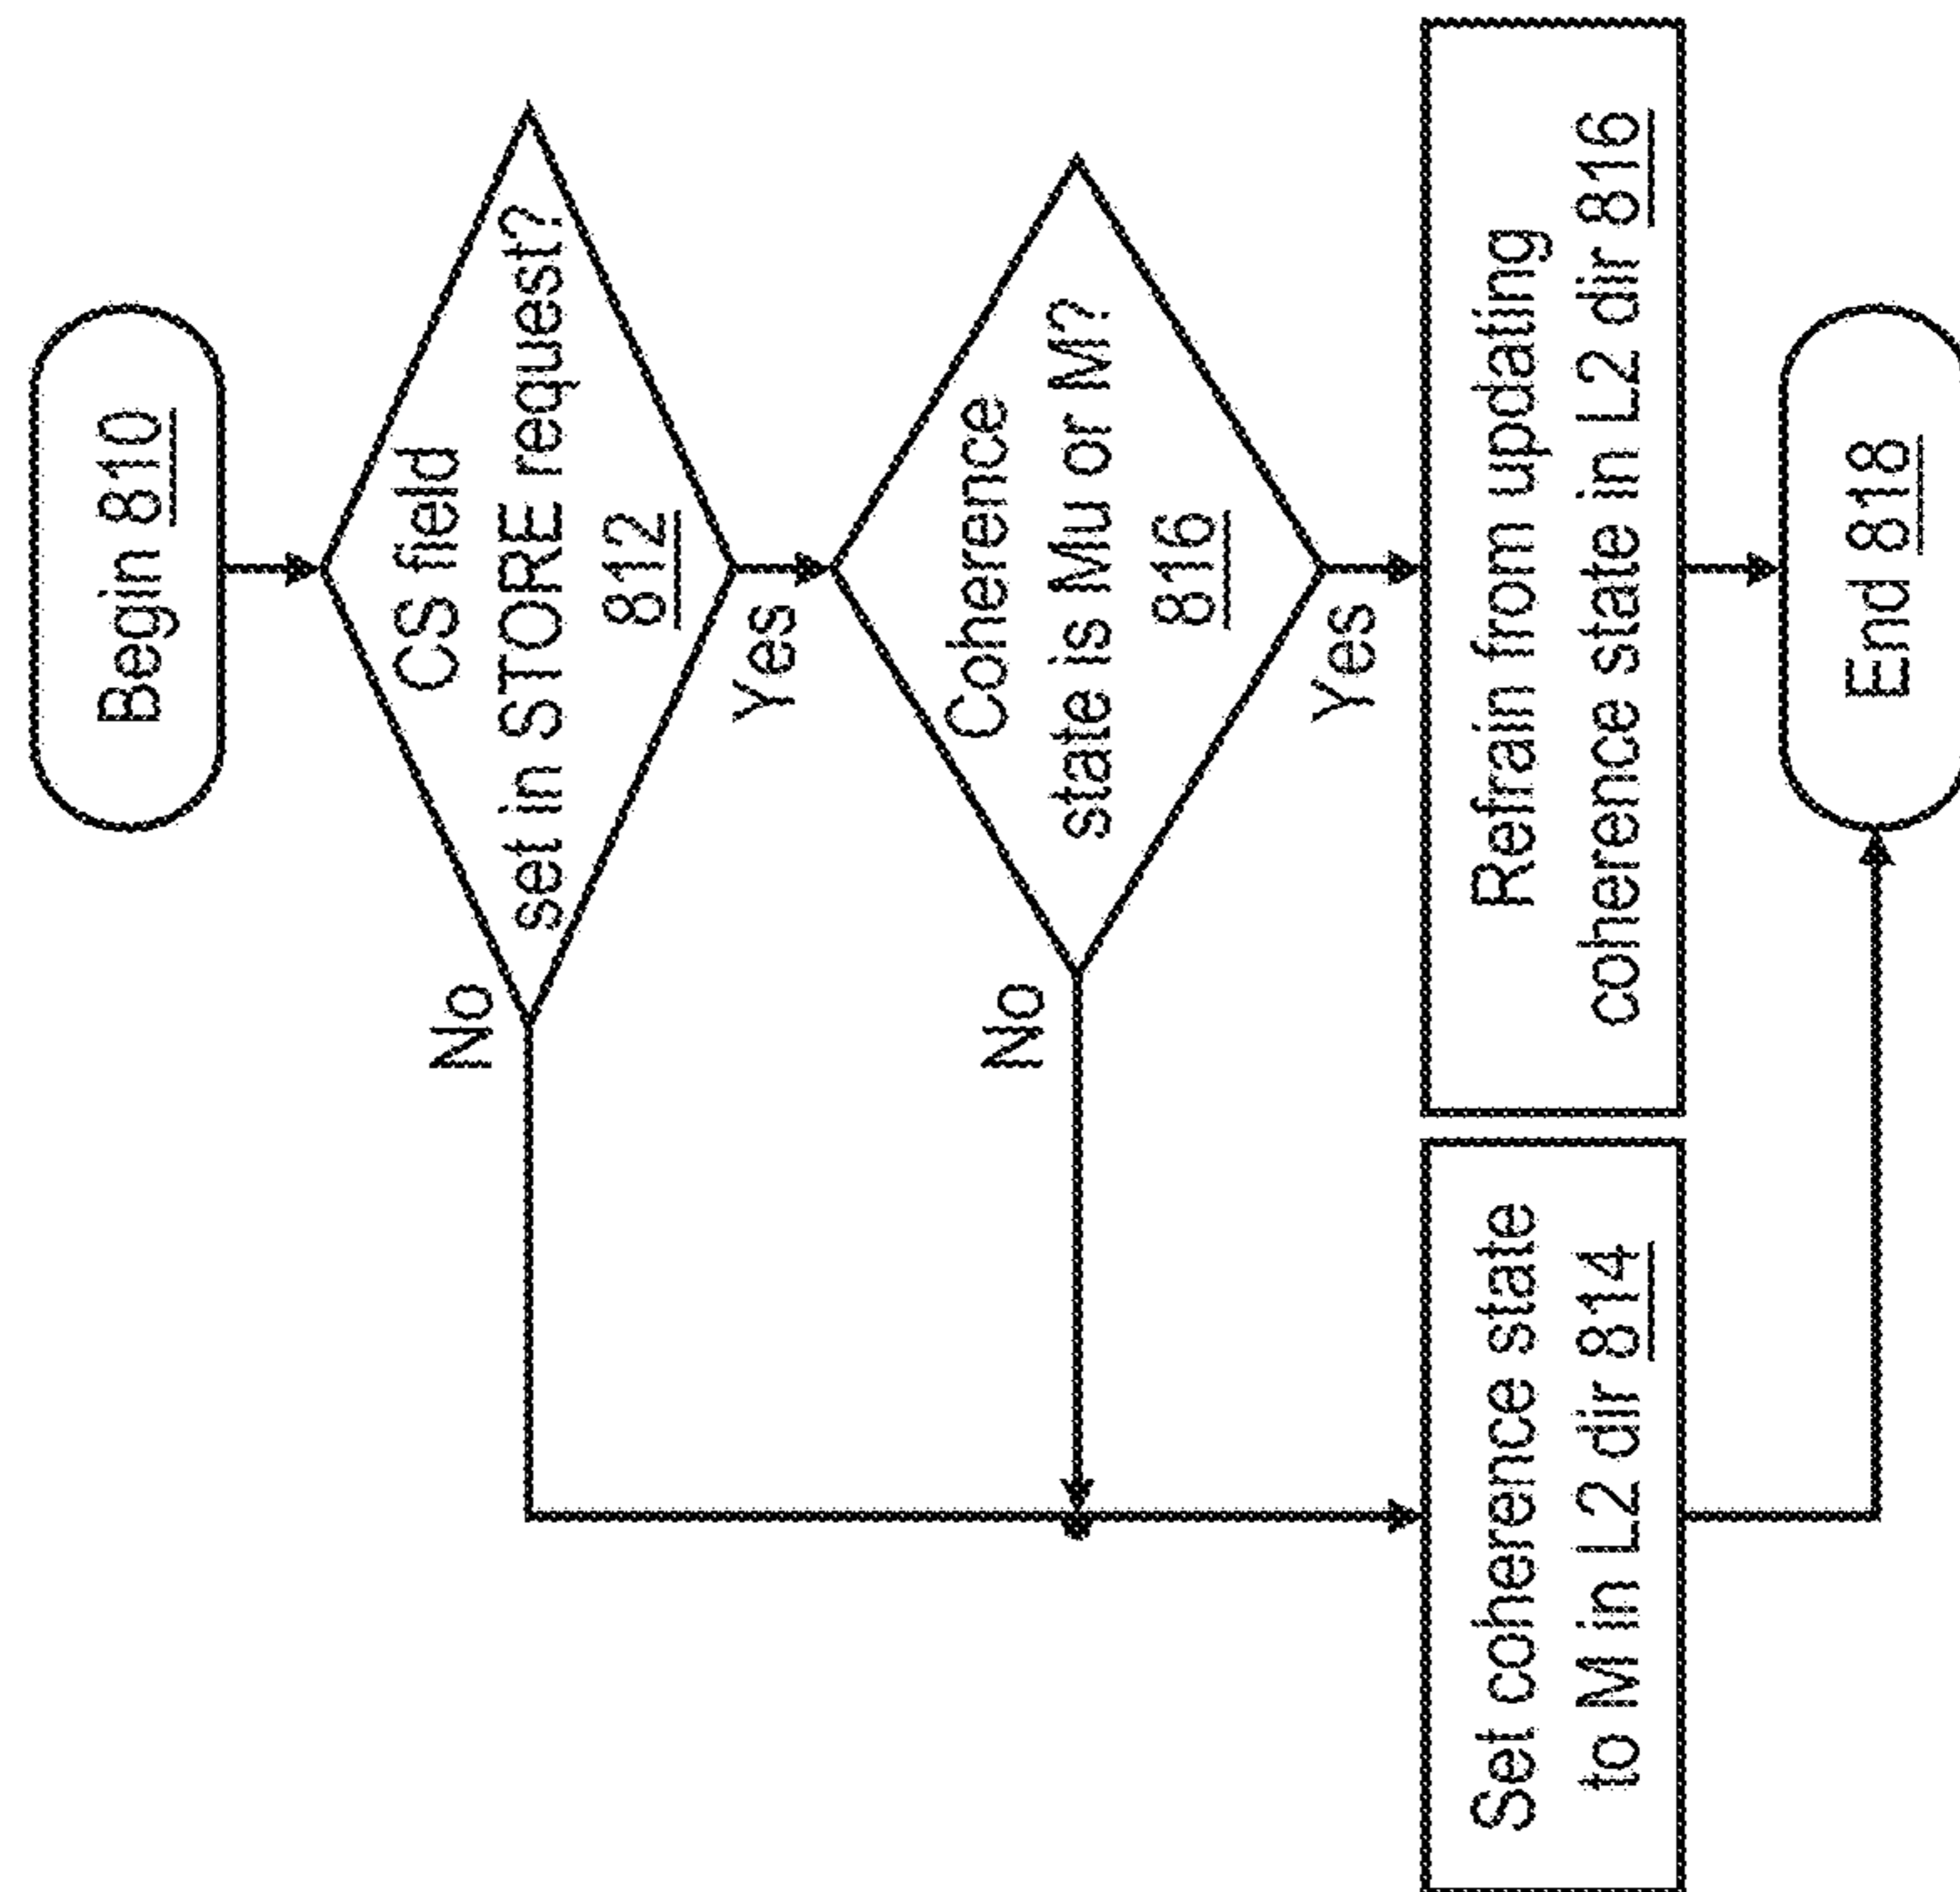 Begin 810
CS field
set in STORE request?
812
No
Yes
Coherence
state is Mu or M?
816
No
Yes
Set coherence state
to M in L2 dir 814
Refrain from updating
coherence state in L2 dir 816
End 818